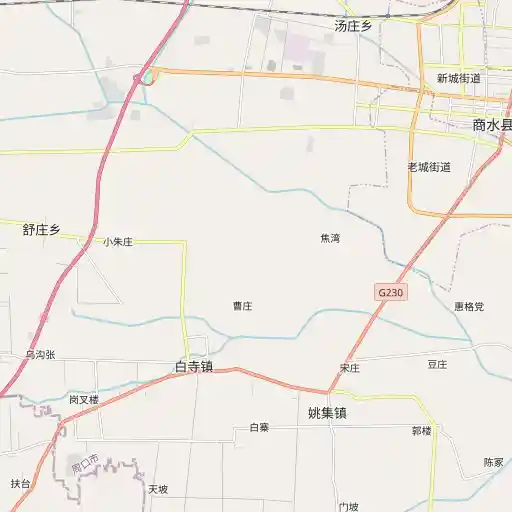 汤庄乡
新城街道
商水县
老城街道
舒庄乡
小朱庄
焦湾
G230
曹庄
惠格党
乌沟张
白寺镇
宋庄
豆庄
岗叉楼
姚集镇
白寨
郭楼
周口市
陈冢
扶台
天坡
门坡